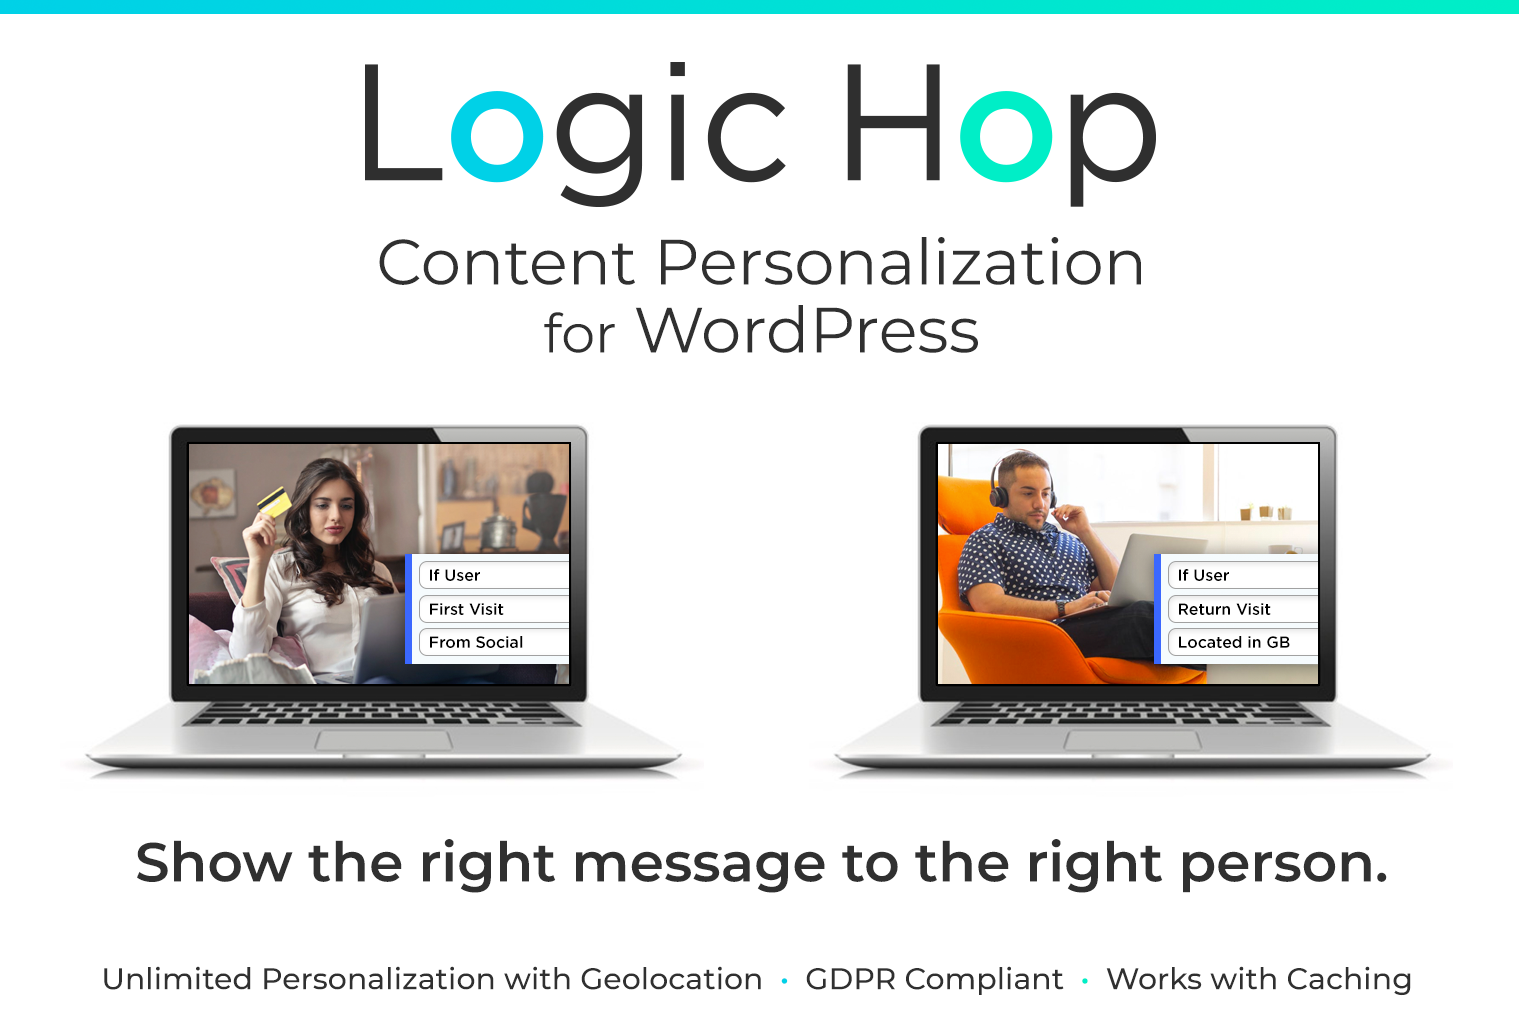 Logic Hop
Content Personalization
for WordPress
If User
First Visit
From Social
If User
Return Visit
Located in GB
Show the right message to the right person.
Unlimited Personalization with Geolocation • GDPR Compliant • Works with Caching